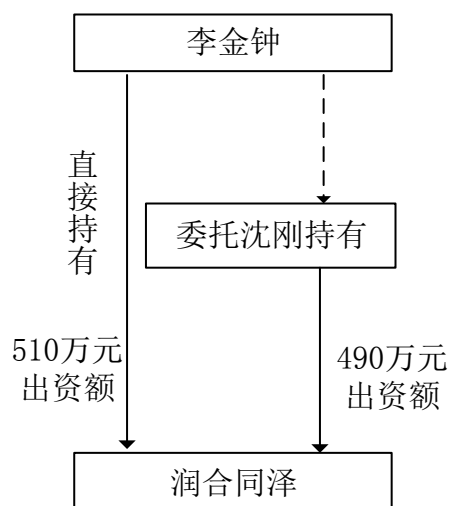 李金钟
直接持有
委托沈刚持有
510万元
出资额
490万元
出资额
润合同泽